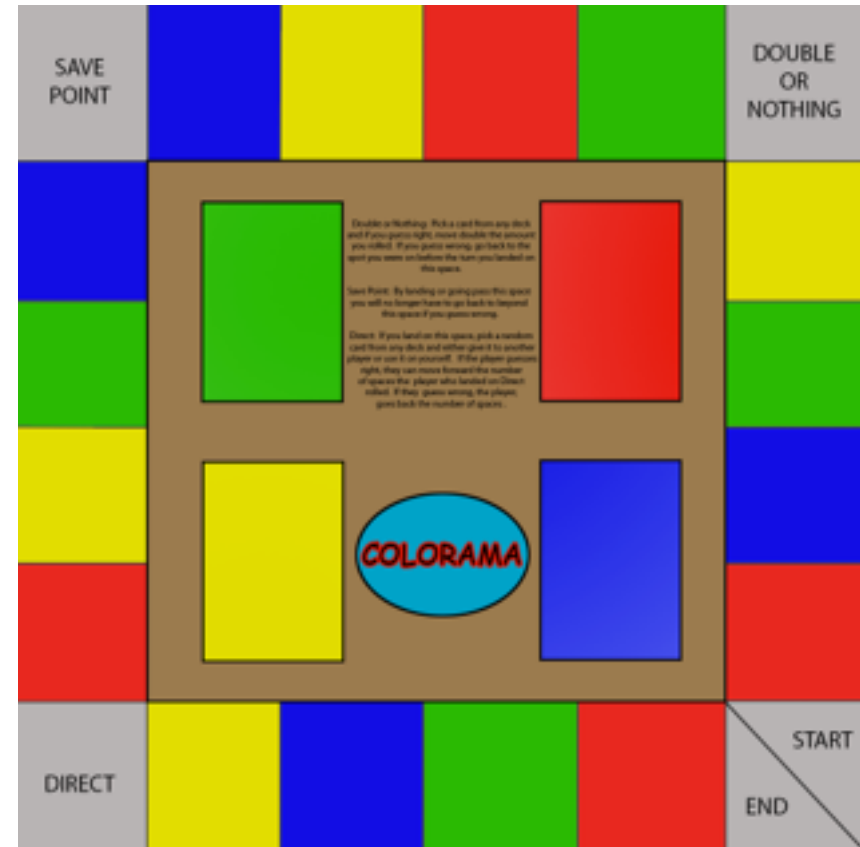 SAVE
POINT
DOUBLE
OR
NOTHING
Double or Nothing: Pick a card from any deck
and if you guess right, move double the amount
you rolled. If you guess wrong, go back to the
spot you were on before the turn you landed on
this space.
Save Point: By landing or going pass this space
you will no longer have to go back to beyond
this space if you guess wrong.
Direct: If you land on this space, pick a random
card from any deck and either give it to another
player or use it on yourself. If the player guesses
right, they can move forward the number
of spaces the player who landed on Direct
rolled. If they guess wrong, the player,
goes back the number of spaces.
COLORAMA
DIRECT
START
END